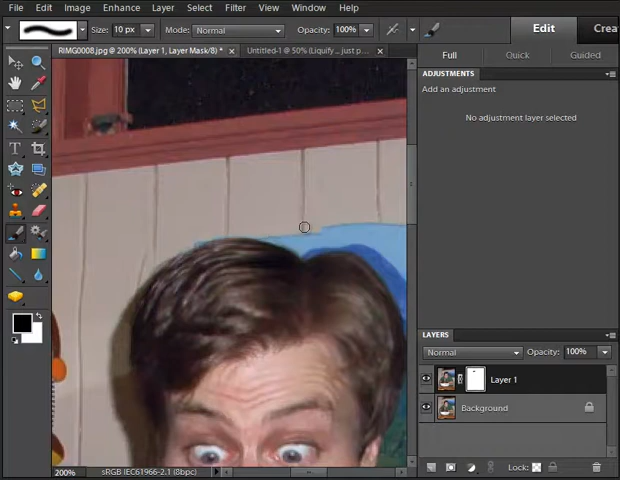 File Edit Image Enhance Layer Select Filter View Window Help
Size: 10 px Mode: Normal Opacity: 100% Edit Crea
RIMG0008.jpg @ 200% (Layer 1, Layer Mask/8) * × Untitled-1 @ 50% (Liquify _ just p... ×
Full Quick Guided
ADJUSTMENTS
Add an adjustment
No adjustment layer selected
T
LAYERS
Normal Opacity: 100%
Layer 1
Background
Lock:
200% sRGB IEC61966-2.1 (8bpc)